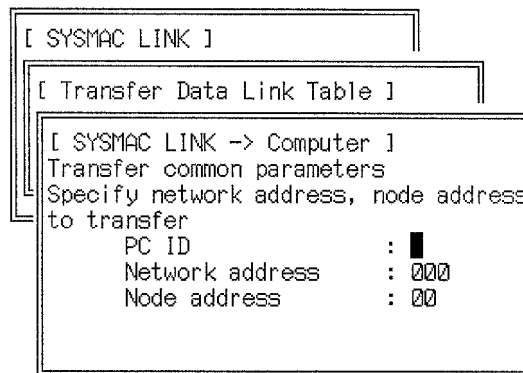 [ SYSMAC LINK ]
[ Transfer Data Link Table ]
[ SYSMAC LINK -> Computer ]
Transfer common parameters
Specify network address, node address
to transfer
PC ID :
Network address : 000
Node address : 00